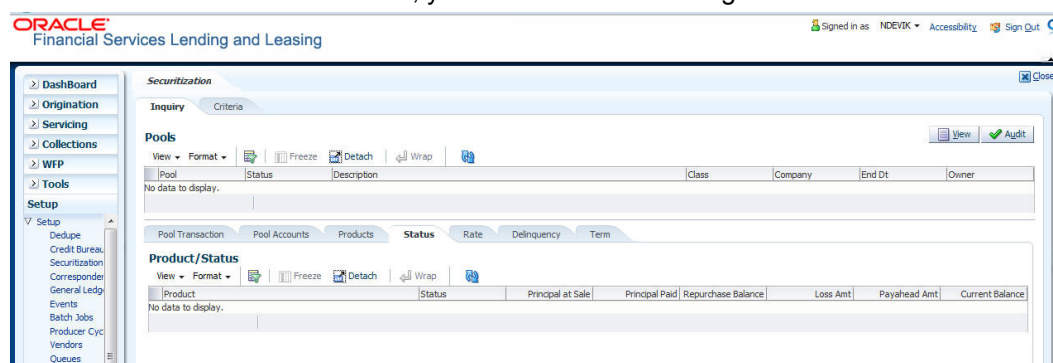 ORACLE
Financial Services Lending and Leasing
Signed in as NDEVIK Accessibility Sign Out
DashBoard
Origination
Servicing
Collections
WFP
Tools
Setup
Setup
Dedupe
Credit Bureau
Securitization
Corresponden
General Ledg
Events
Batch Jobs
Producer Cyc
Vendors
Queues
Securitization
Close
Inquiry Criteria
Pools
View Audit
View Format Freeze Detach Wrap
Pool Status Description Class Company End Dt Owner
No data to display.
Pool Transaction Pool Accounts Products Status Rate Delinquency Term
Product/Status
View Format Freeze Detach Wrap
Product Status Principal at Sale Principal Paid Repurchase Balance Loss Amt Payahead Amt Current Balance
No data to display.